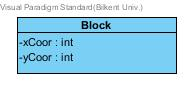 Visual Paradigm Standard(Bilkent Univ.)
Block
-xCoor : int
-yCoor : int